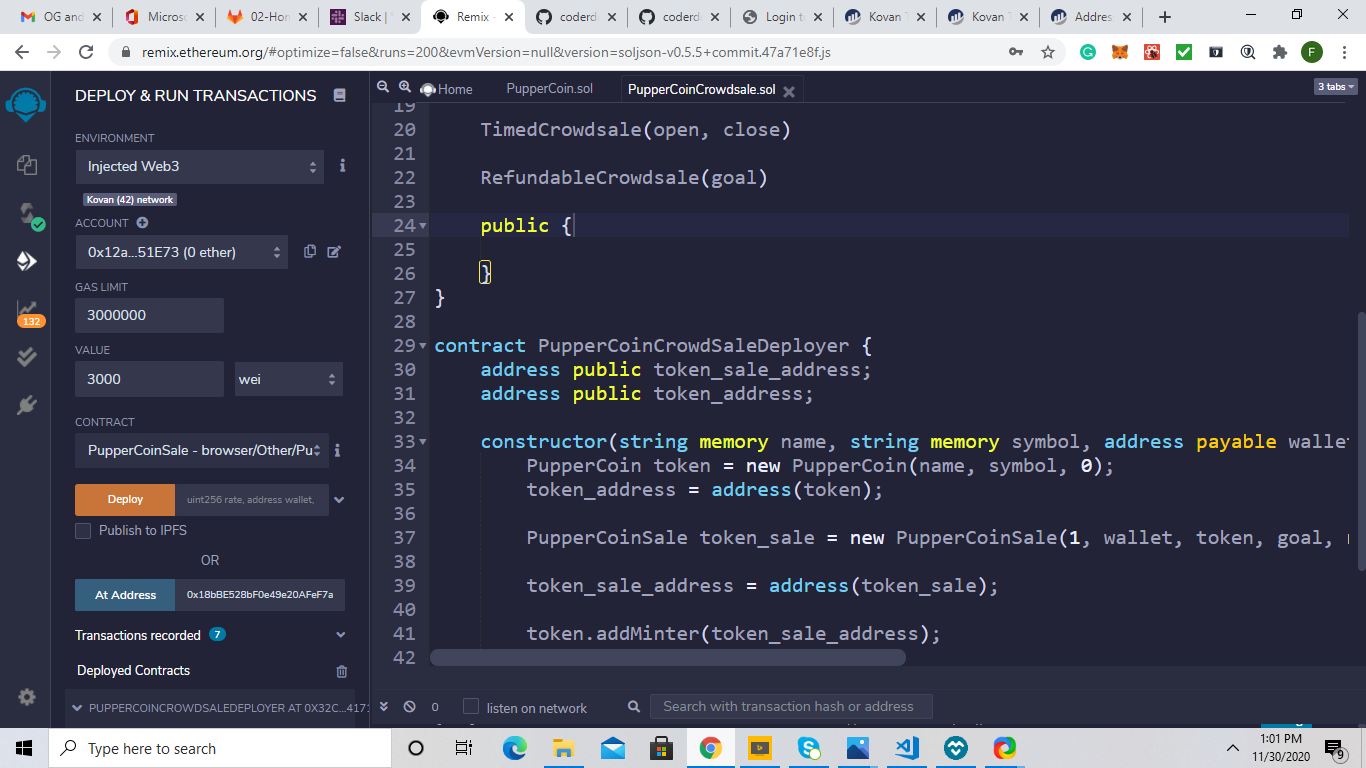 OG and
Microso
02-Hom
Slack | 
Remix -
coderd
coderd
Login to
Kovan T
Kovan T
Addres
remix.ethereum.org/#optimize=false&runs=200&evmVersion=null&version=soljson-v0.5.5+commit.47a71e8f.js
F
DEPLOY & RUN TRANSACTIONS
ENVIRONMENT
Injected Web3
Kovan (42) network
ACCOUNT
0x12a...51E73 (0 ether)
GAS LIMIT
3000000
VALUE
3000
wei
CONTRACT
PupperCoinSale - browser/Other/Pu
Deploy
uint256 rate, address wallet,
Publish to IPFS
OR
At Address
0x18bBE528bF0e49e20AFeF7a
Transactions recorded 7
Deployed Contracts
PUPPERCOINCROWDSALEDEPLOYER AT 0X32C...4171
132
Home
PupperCoin.sol
PupperCoinCrowdsale.sol
3 tabs
19
20 TimedCrowdsale(open, close)
21
22 RefundableCrowdsale(goal)
23
24 public {
25
26 }
27 }
28
29 contract PupperCoinCrowdSaleDeployer {
30 address public token_sale_address;
31 address public token_address;
32
33 constructor(string memory name, string memory symbol, address payable wallet
34 PupperCoin token = new PupperCoin(name, symbol, 0);
35 token_address = address(token);
36
37 PupperCoinSale token_sale = new PupperCoinSale(1, wallet, token, goal,
38
39 token_sale_address = address(token_sale);
40
41 token.addMinter(token_sale_address);
42
0
listen on network
Search with transaction hash or address
Type here to search
1:01 PM
11/30/2020
9